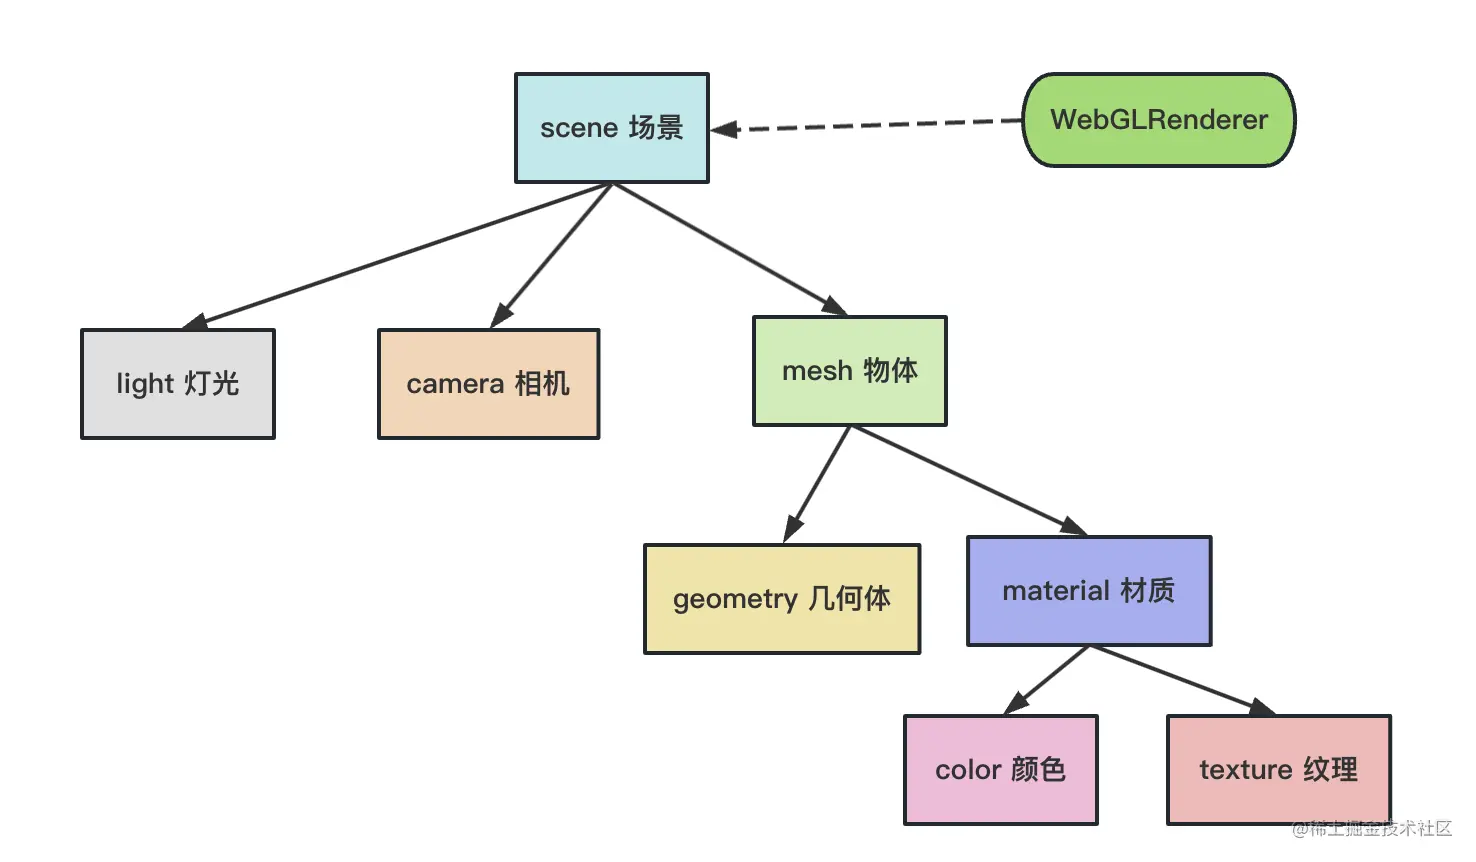 scene 场景
WebGLRenderer
light 灯光
camera 相机
mesh 物体
geometry 几何体
material 材质
color 颜色
texture 纹理
@稀土掘金技术社区